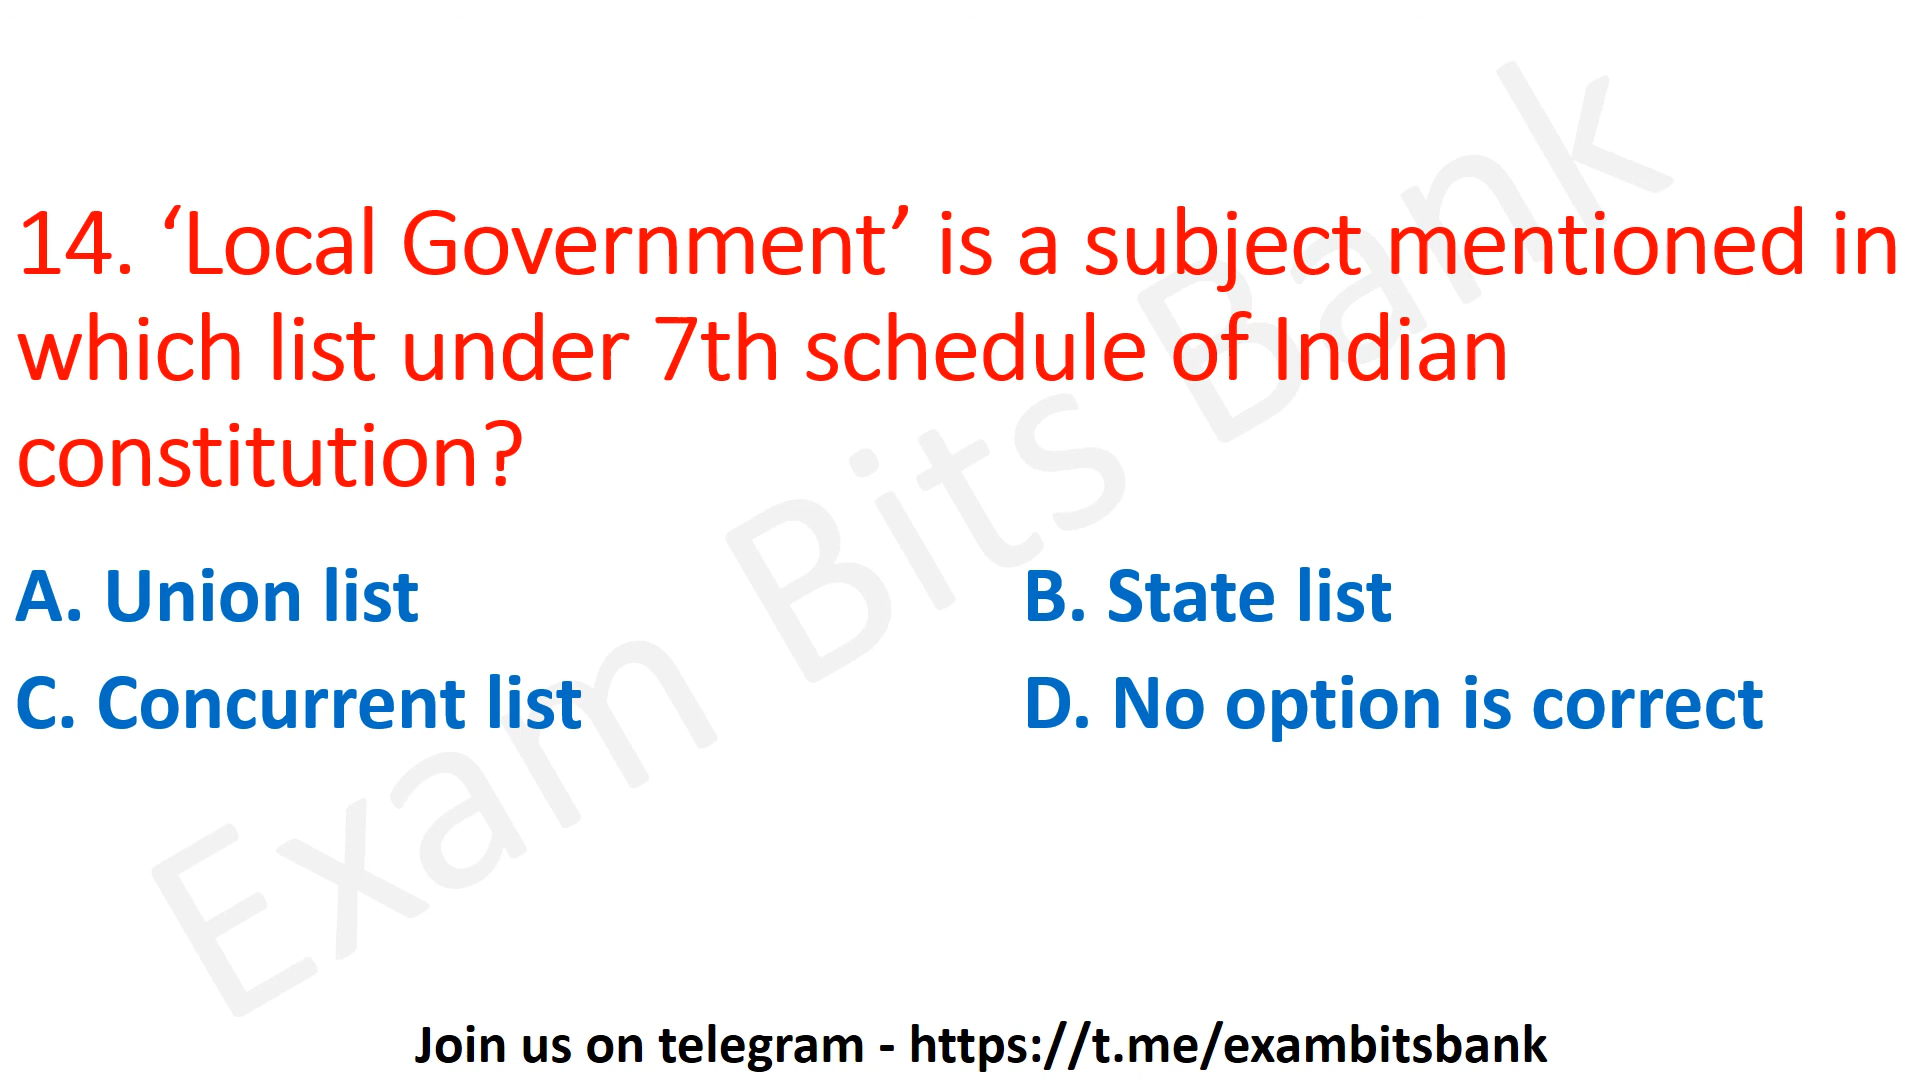 14. ‘Local Government’ is a subject mentioned in
which list under 7th schedule of Indian
constitution?
A. Union list
B. State list
C. Concurrent list
D. No option is correct
Exam Bits Bank
Join us on telegram - https://t.me/exambitsbank